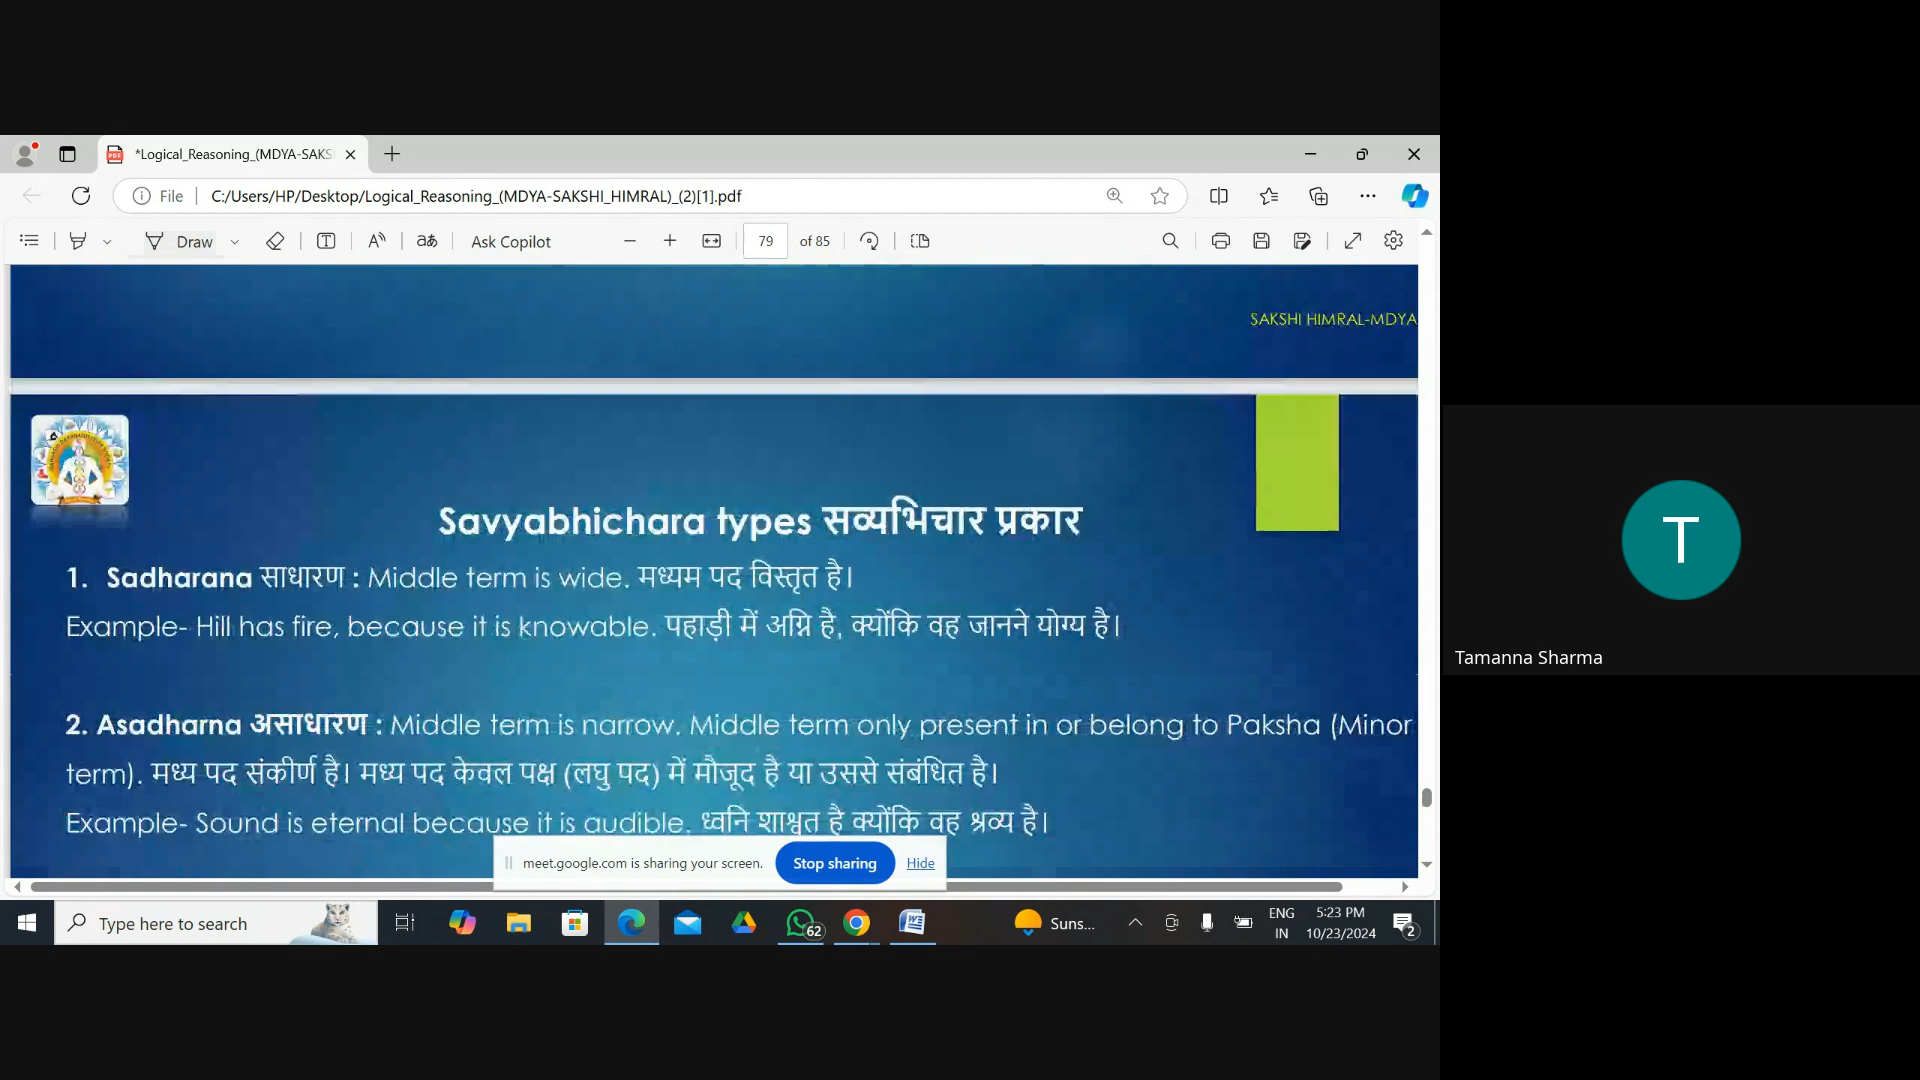 *Logical_Reasoning_(MDYA-SAKS
File
C:/Users/HP/Desktop/Logical_Reasoning_(MDYA-SAKSHI_HIMRAL)_(2)[1].pdf
Draw
aあ
Ask Copilot
79
of 85
SAKSHI HIMRAL-MDYA
Savyabhichara types सव्यभिचार प्रकार
1. Sadharana साधारण : Middle term is wide. मध्यम पद विस्तृत है।
Example- Hill has fire, because it is knowable. पहाड़ी में अग्नि है, क्योंकि वह जानने योग्य है।
2. Asadharna असाधारण : Middle term is narrow. Middle term only present in or belong to Paksha (Minor
term). मध्य पद संकीर्ण है। मध्य पद केवल पक्ष (लघु पद) में मौजूद है या उससे संबंधित है।
Example- Sound is eternal because it is audible. ध्वनि शाश्वत है क्योंकि वह श्रव्य है।
meet.google.com is sharing your screen.
Stop sharing
Hide
Type here to search
62
Suns...
ENG
IN
5:23 PM
10/23/2024
2
T
Tamanna Sharma